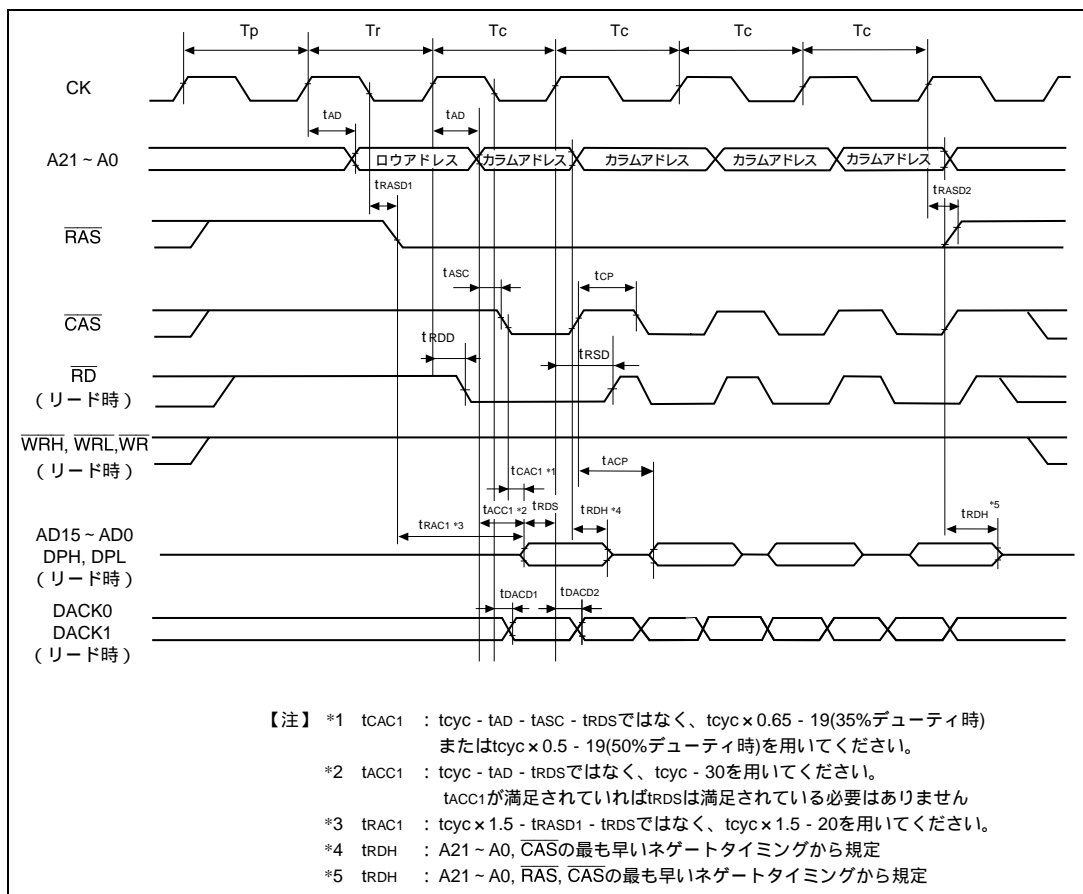 Tp Tr Tc Tc Tc Tc
CK
tAD tAD
A21 ~ A0 ロウアドレス カラムアドレス カラムアドレス カラムアドレス カラムアドレス
tRASD1 tRASD2
RAS
tASC tCP
CAS
tRDD tRSD
RD
(リード時)
WRH, WRL,WR
(リード時)
tCAC1 *1 tACP
tACC1 *2 tRDS tRDH *4 tRDH *5
tRAC1 *3
AD15 ~ AD0
DPH, DPL
(リード時)
tDACD1 tDACD2
DACK0
DACK1
(リード時)
【注】 *1 tCAC1 : tcyc - tAD - tASC - tRDSではなく、tcyc × 0.65 - 19(35%デューティ時)
またはtcyc × 0.5 - 19(50%デューティ時)を用いてください。
*2 tACC1 : tcyc - tAD - tRDSではなく、tcyc - 30を用いてください。
tACC1が満足されていればtRDSは満足されている必要はありません
*3 tRAC1 : tcyc × 1.5 - tRASD1 - tRDSではなく、tcyc × 1.5 - 20を用いてください。
*4 tRDH : A21 ~ A0, CASの最も早いネゲートタイミングから規定
*5 tRDH : A21 ~ A0, RAS, CASの最も早いネゲートタイミングから規定